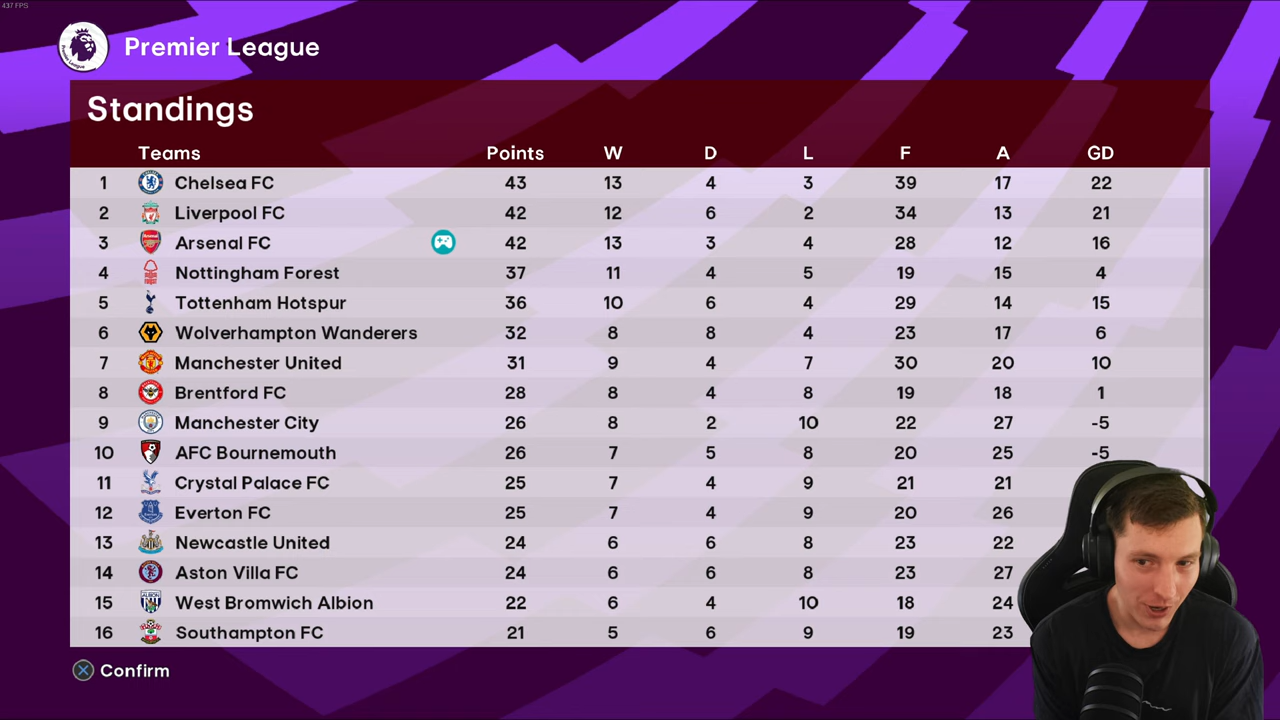 437 FPS
Premier League
Premier League
Standings
Teams Points W D L F A GD
1 Chelsea FC 43 13 4 3 39 17 22
2 Liverpool FC 42 12 6 2 34 13 21
3 Arsenal FC 42 13 3 4 28 12 16
4 Nottingham Forest 37 11 4 5 19 15 4
5 Tottenham Hotspur 36 10 6 4 29 14 15
6 Wolverhampton Wanderers 32 8 8 4 23 17 6
7 Manchester United 31 9 4 7 30 20 10
8 Brentford FC 28 8 4 8 19 18 1
9 Manchester City 26 8 2 10 22 27 -5
10 AFC Bournemouth 26 7 5 8 20 25 -5
11 Crystal Palace FC 25 7 4 9 21 21
12 Everton FC 25 7 4 9 20 26
13 Newcastle United 24 6 6 8 23 22
14 Aston Villa FC 24 6 6 8 23 27
15 West Bromwich Albion 22 6 4 10 18 24
16 Southampton FC 21 5 6 9 19 23
Confirm